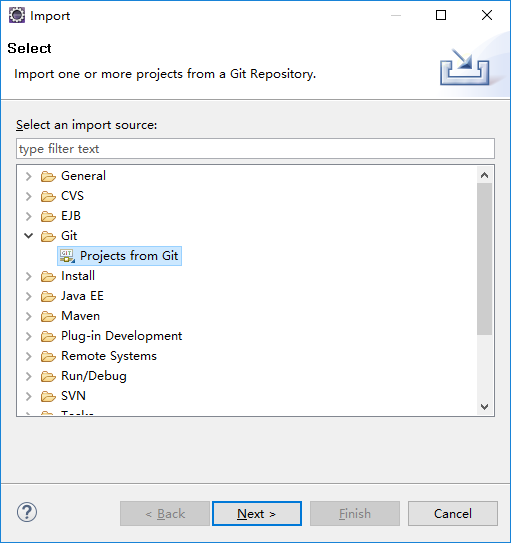 Import
Select
Import one or more projects from a Git Repository.
Select an import source:
type filter text
General
CVS
EJB
Git
GIT Projects from Git
Install
Java EE
Maven
Plug-in Development
Remote Systems
Run/Debug
SVN
Tasks
? < Back Next > Finish Cancel